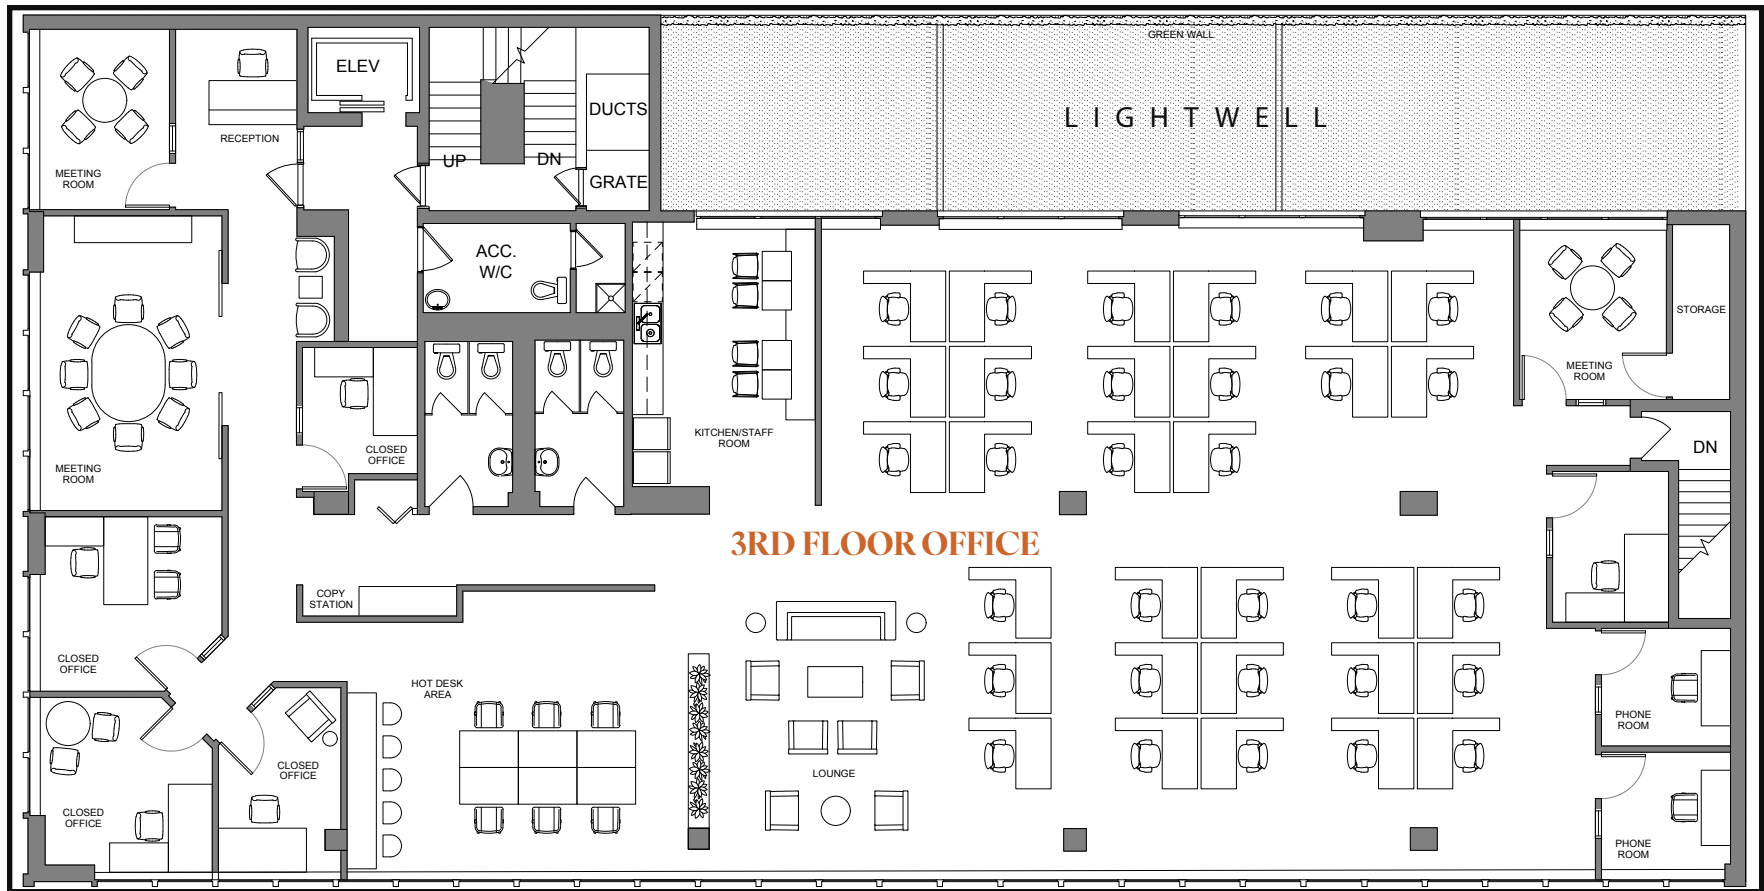 GREEN WALL
ELEV
DUCTS
LIGHTWELL
RECEPTION
UP
DN
GRATE
MEETING
ROOM
ACC.
W/C
STORAGE
MEETING
ROOM
KITCHEN/STAFF
ROOM
CLOSED
OFFICE
DN
MEETING
ROOM
3RD FLOOR OFFICE
COPY
STATION
CLOSED
OFFICE
HOT DESK
AREA
PHONE
ROOM
CLOSED
OFFICE
LOUNGE
CLOSED
OFFICE
PHONE
ROOM